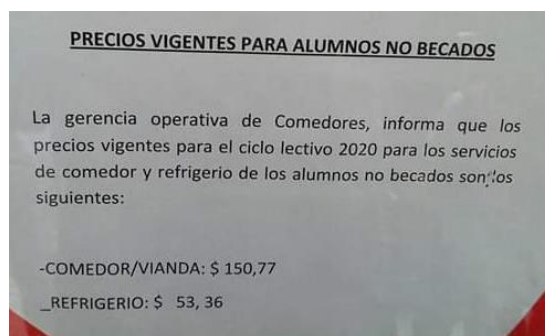 PRECIOS VIGENTES PARA ALUMNOS NO BECADOS
La gerencia operativa de Comedores, informa que los
precios vigentes para el ciclo lectivo 2020 para los servicios
de comedor y refrigerio de los alumnos no becados son los
siguientes:
-COMEDOR/VIANDA: $ 150,77
_REFRIGERIO: $ 53, 36